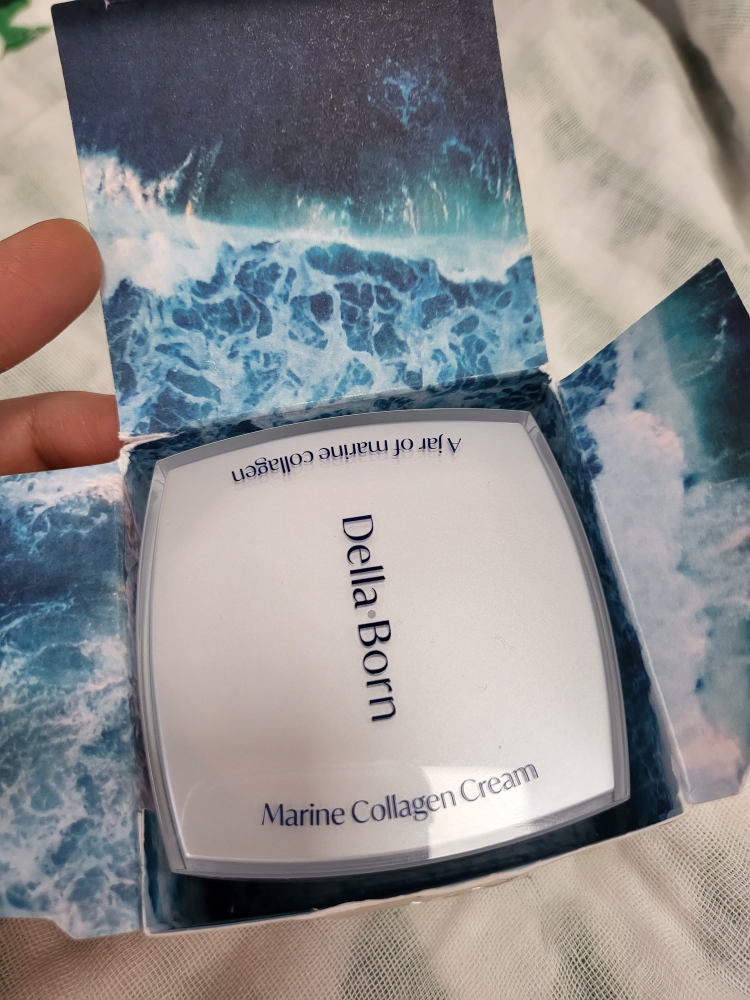 A jar of marine collagen
Della·Born
Marine Collagen Cream